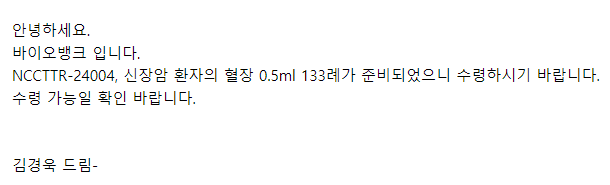 안녕하세요.
바이오뱅크 입니다.
NCCTTR-24004, 신장암 환자의 혈장 0.5ml 133례가 준비되었으니 수령하시기 바랍니다.
수령 가능일 확인 바랍니다.
김경욱 드림-